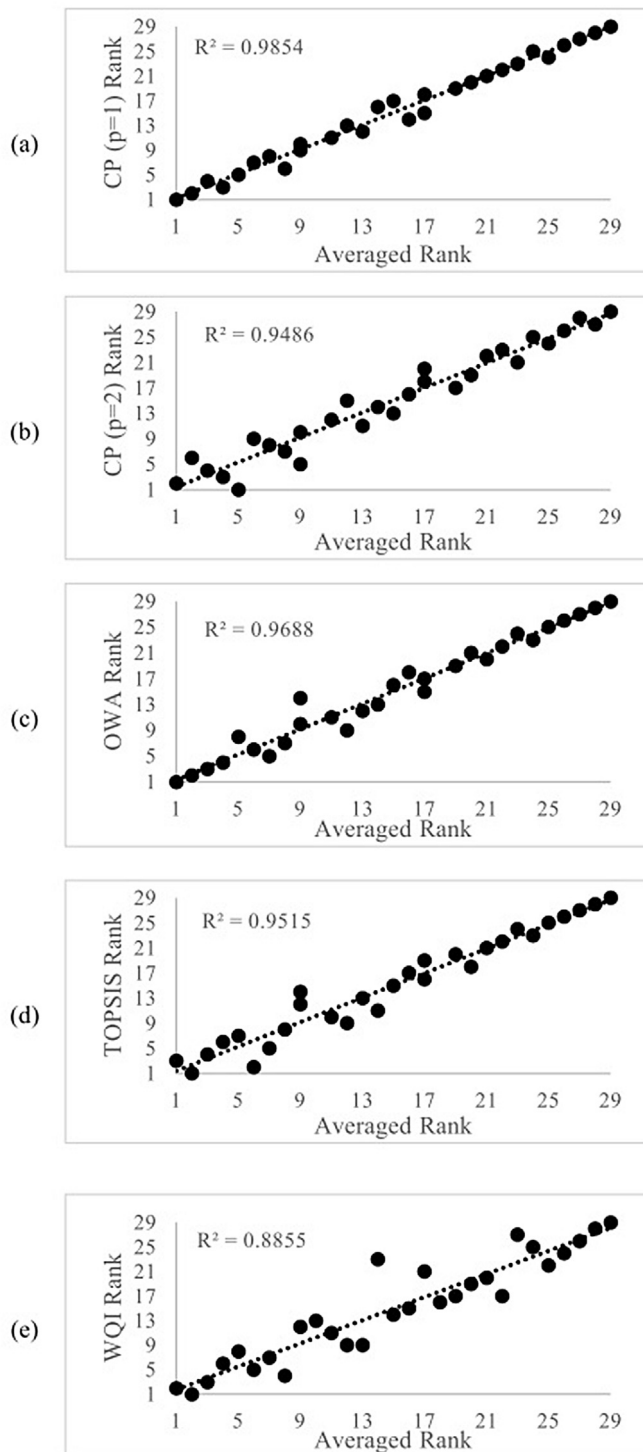 (a)
CP (p=1) Rank
R² = 0.9854
29
25
21
17
13
9
5
1
1 5 9 13 17 21 25 29
Averaged Rank
(b)
CP (p=2) Rank
R² = 0.9486
29
25
21
17
13
9
5
1
1 5 9 13 17 21 25 29
Averaged Rank
(c)
OWA Rank
R² = 0.9688
29
25
21
17
13
9
5
1
1 5 9 13 17 21 25 29
Averaged Rank
(d)
TOPSIS Rank
R² = 0.9515
29
25
21
17
13
9
5
1
1 5 9 13 17 21 25 29
Averaged Rank
(e)
WQI Rank
R² = 0.8855
29
25
21
17
13
9
5
1
1 5 9 13 17 21 25 29
Averaged Rank